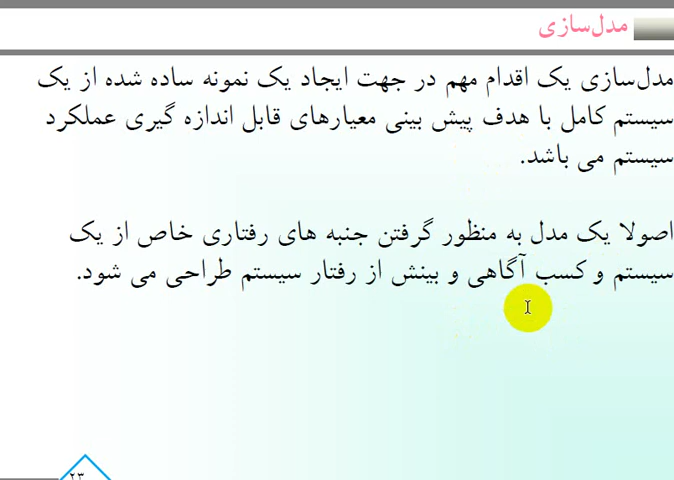 مدل‌سازی
مدل‌سازی یک اقدام مهم در جهت ایجاد یک نمونه ساده شده از یک
سیستم کامل با هدف پیش بینی معیارهای قابل اندازه گیری عملکرد
سیستم می باشد.
اصولا یک مدل به منظور گرفتن جنبه های رفتاری خاص از یک
سیستم و کسب آگاهی و بینش از رفتار سیستم طراحی می شود.
۲۳